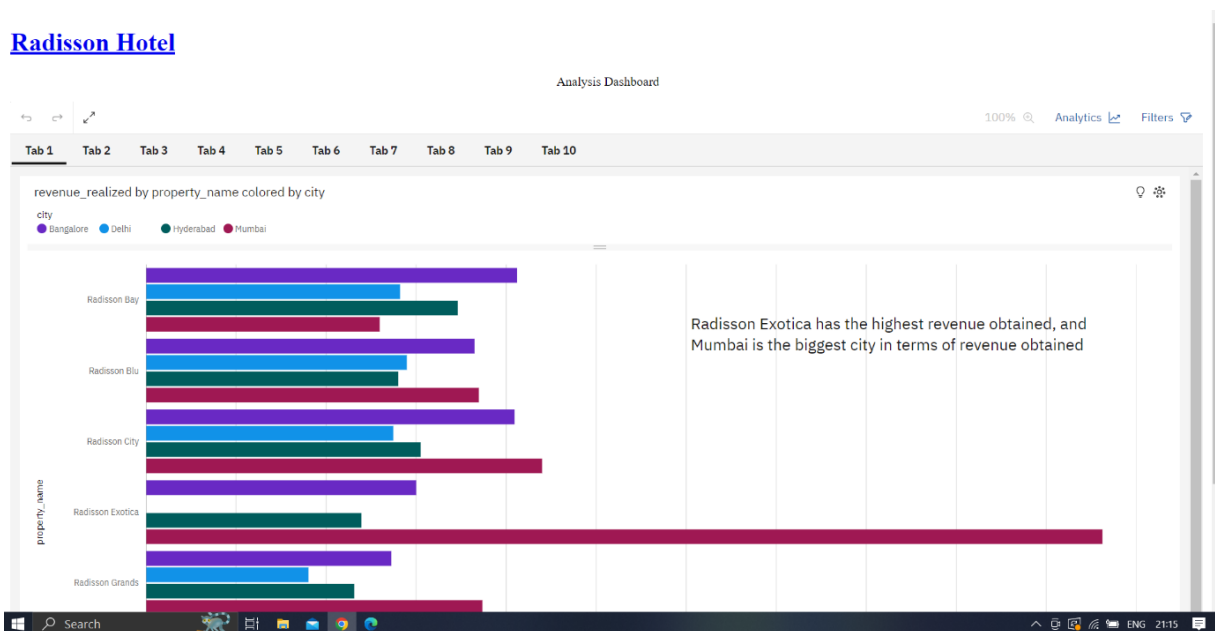 Radisson Hotel
Analysis Dashboard
100% Analytics Filters
Tab 1 Tab 2 Tab 3 Tab 4 Tab 5 Tab 6 Tab 7 Tab 8 Tab 9 Tab 10
revenue_realized by property_name colored by city
city
Bangalore Delhi Hyderabad Mumbai
Radisson Bay
Radisson Exotica has the highest revenue obtained, and
Mumbai is the biggest city in terms of revenue obtained
Radisson Blu
Radisson City
property_name
Radisson Exotica
Radisson Grands
Search
ENG 21:15